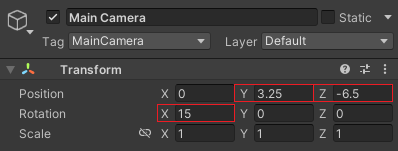 Main Camera Static
Tag MainCamera Layer Default
Transform
Position X 0 Y 3.25 Z -6.5
Rotation X 15 Y 0 Z 0
Scale X 1 Y 1 Z 1